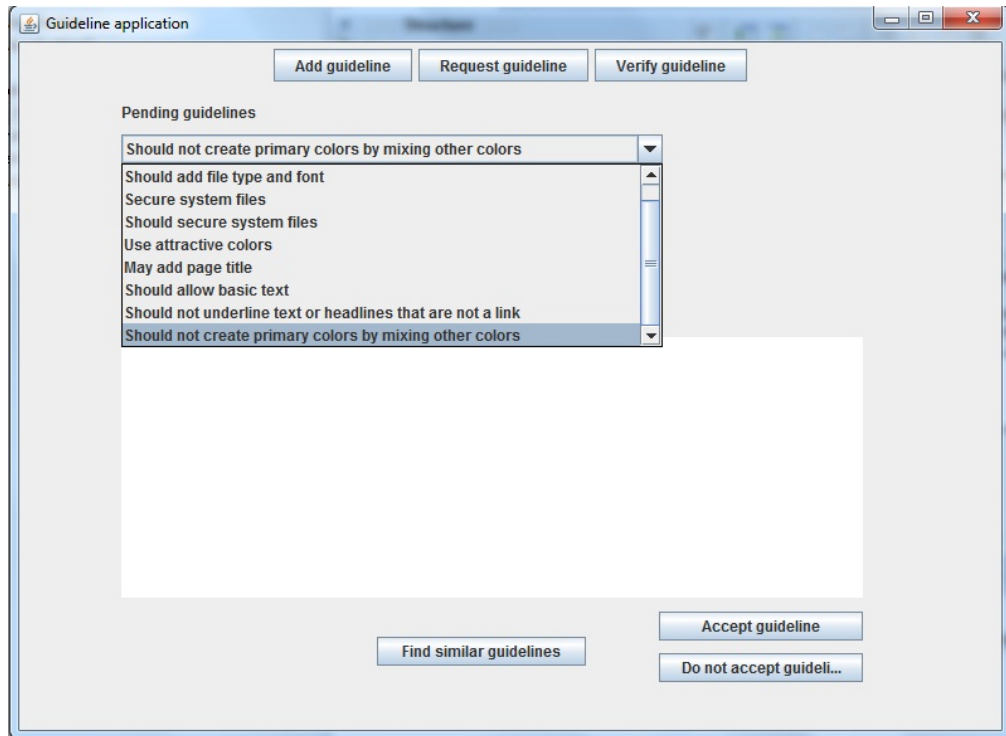 Guideline application
Add guideline Request guideline Verify guideline
Pending guidelines
Should not create primary colors by mixing other colors
Should add file type and font
Secure system files
Should secure system files
Use attractive colors
May add page title
Should allow basic text
Should not underline text or headlines that are not a link
Should not create primary colors by mixing other colors
Accept guideline
Find similar guidelines
Do not accept guideli...